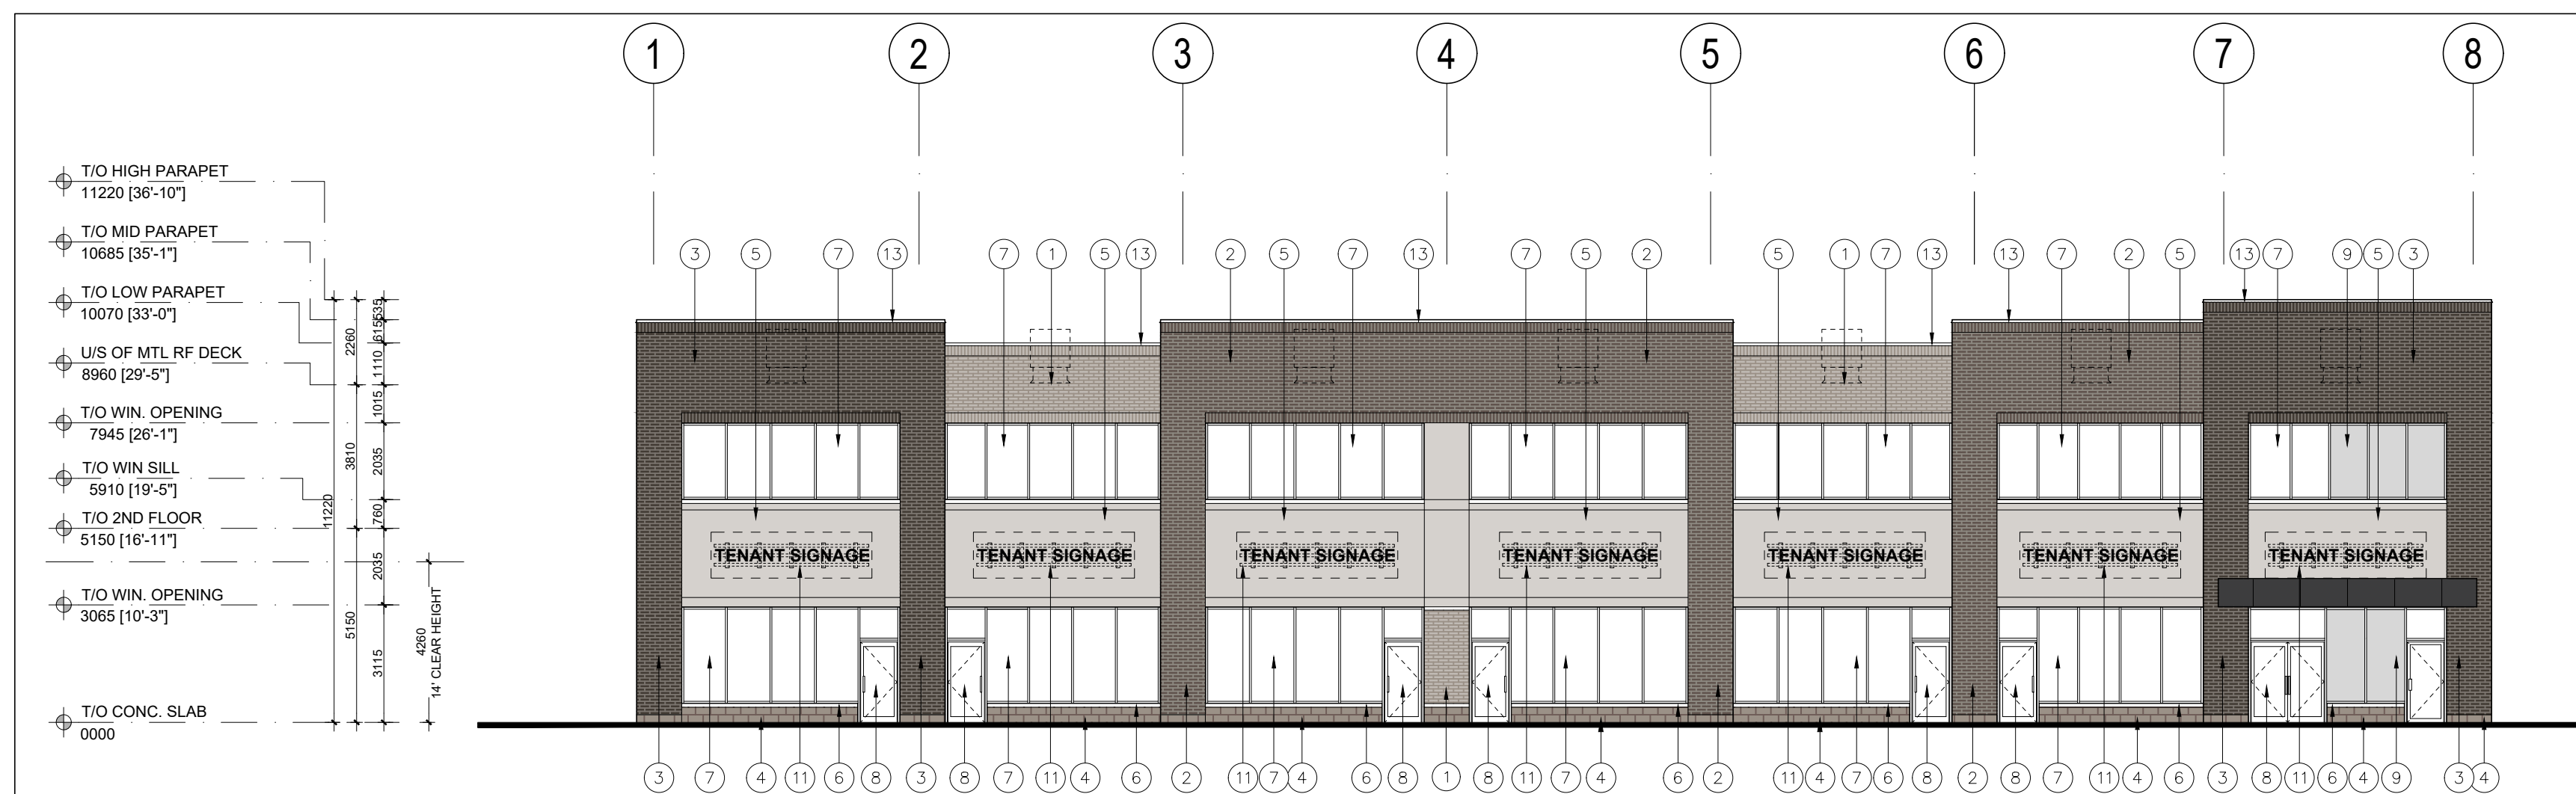 1 2 3 4 5 6 7 8
T/O HIGH PARAPET
11220 [36'-10"]
T/O MID PARAPET
10685 [35'-1"]
T/O LOW PARAPET
10070 [33'-0"]
U/S OF MTL RF DECK
8960 [29'-5"]
T/O WIN. OPENING
7945 [26'-1"]
T/O WIN SILL
5910 [19'-5"]
T/O 2ND FLOOR
5150 [16'-11"]
T/O WIN. OPENING
3065 [10'-3"]
T/O CONC. SLAB
0000
11220
2260
3810
5150
535
615
1110
1015
2035
760
2035
3115
4260
14' CLEAR HEIGHT
3 5 7 13 7 1 5 13 2 5 7 13 7 5 2 5 1 7 13 13 7 2 5 13 7 9 5 3
TENANT SIGNAGE TENANT SIGNAGE TENANT SIGNAGE TENANT SIGNAGE TENANT SIGNAGE TENANT SIGNAGE TENANT SIGNAGE
3 7 4 11 6 8 3 8 7 11 4 6 2 11 7 4 6 8 1 8 11 7 4 6 2 11 4 7 6 8 2 8 7 11 4 6 3 8 11 6 4 9 3 4